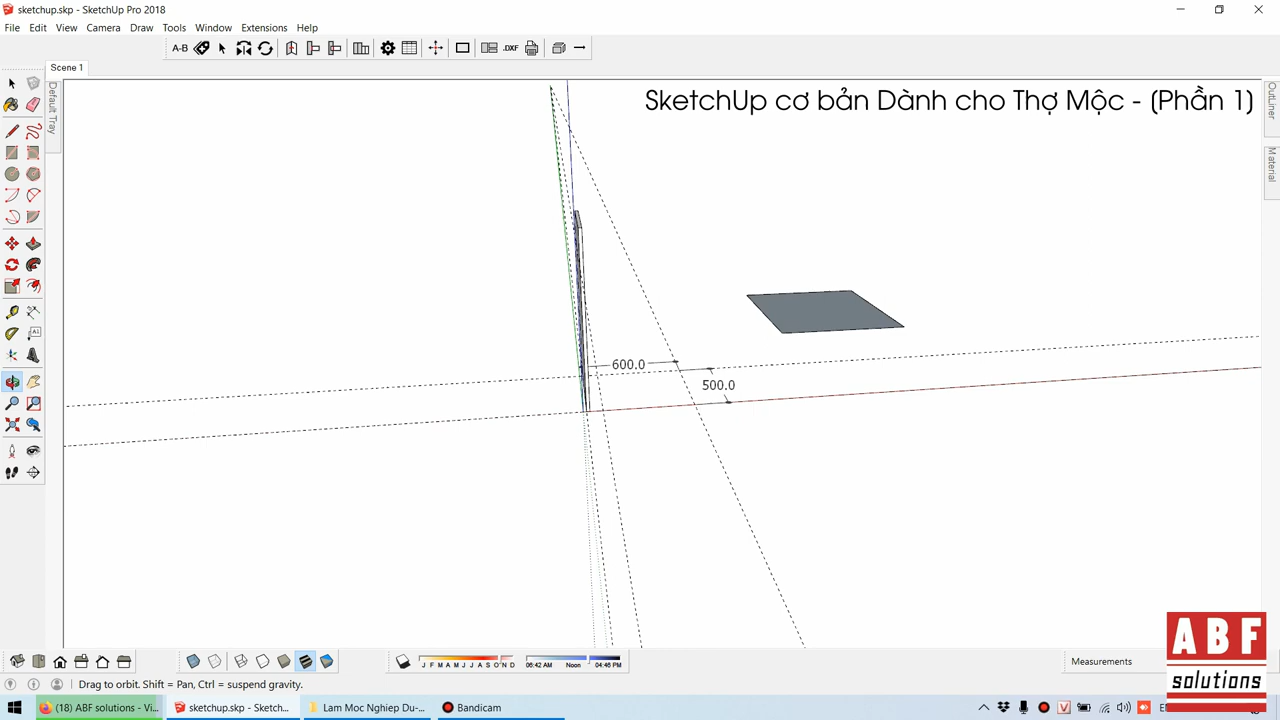 sketchup.skp - SketchUp Pro 2018
File Edit View Camera Draw Tools Window Extensions Help
A-B
.DXF
Scene 1
Default Tray
OutLiner
Material
SketchUp cơ bản Dành cho Thợ Mộc - (Phần 1)
600.0
500.0
ABF
solutions
J F M A M J J A S O N D
06:42 AM Noon 04:46 PM
Measurements
Drag to orbit. Shift = Pan, Ctrl = suspend gravity.
(18) ABF solutions - Vi...
sketchup.skp - Sketch...
Lam Moc Nghiep Du-...
Bandicam